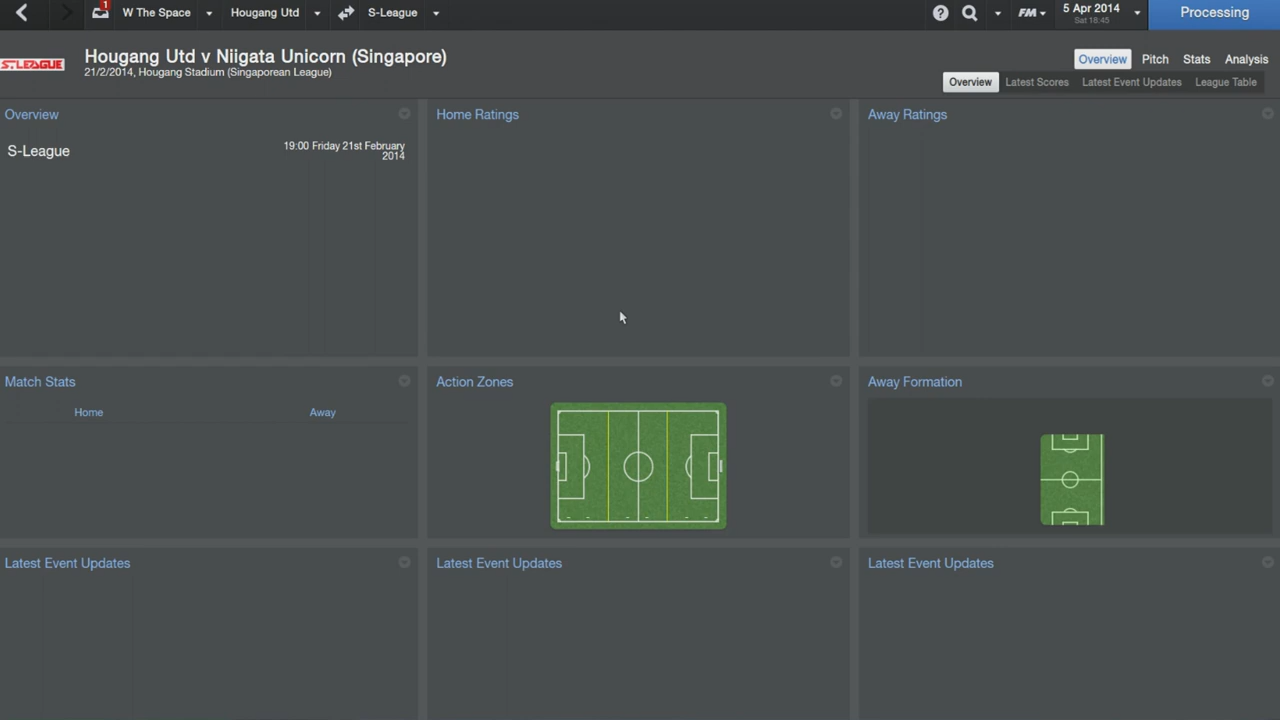 1
W The Space
Hougang Utd
S-League
FM
5 Apr 2014
Sat 18:45
Processing
S.LEAGUE
Hougang Utd v Niigata Unicorn (Singapore)
21/2/2014, Hougang Stadium (Singaporean League)
Overview Pitch Stats Analysis
Overview Latest Scores Latest Event Updates League Table
Overview
S-League
19:00 Friday 21st February
2014
Home Ratings
Away Ratings
Match Stats
Home Away
Action Zones
Away Formation
Latest Event Updates
Latest Event Updates
Latest Event Updates